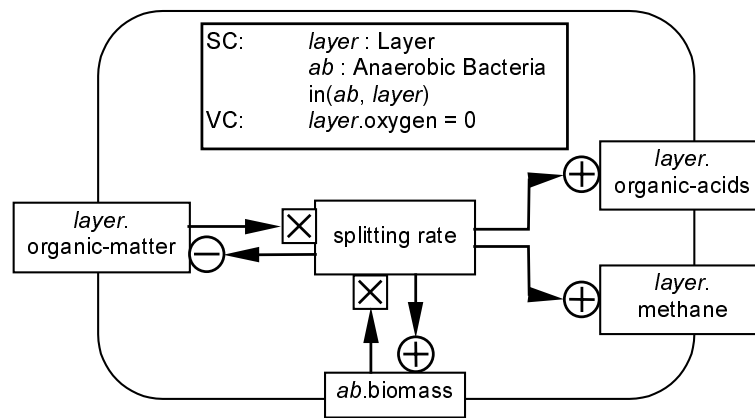 SC: layer : Layer
ab : Anaerobic Bacteria
in(ab, layer)
VC: layer.oxygen = 0
layer.
organic-acids
layer.
organic-matter
splitting rate
layer.
methane
ab.biomass